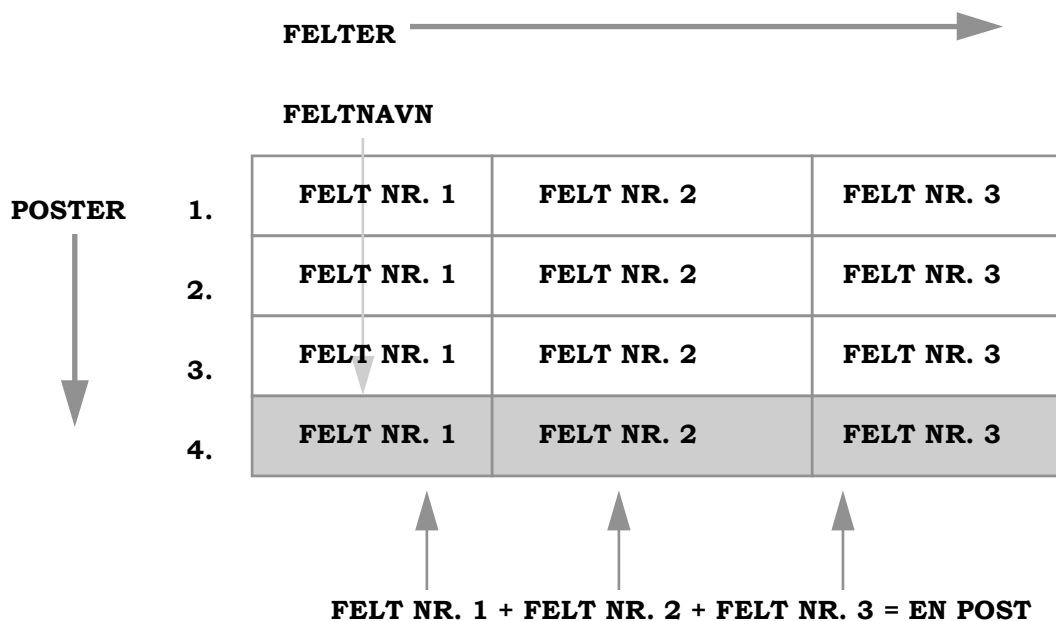 FELTER
FELTNAVN
FELT NR. 1 FELT NR. 2 FELT NR. 3
POSTER 1.
FELT NR. 1 FELT NR. 2 FELT NR. 3
2.
FELT NR. 1 FELT NR. 2 FELT NR. 3
3.
FELT NR. 1 FELT NR. 2 FELT NR. 3
4.
FELT NR. 1 + FELT NR. 2 + FELT NR. 3 = EN POST